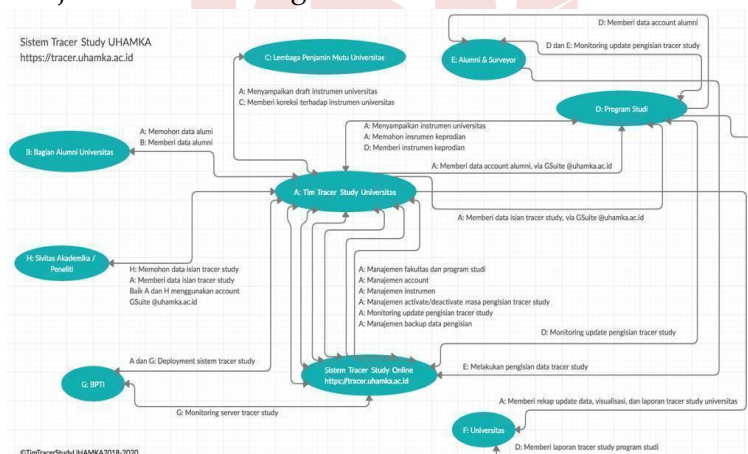 Sistem Tracer Study UHAMKA
https://tracer.uhamka.ac.id
C: Lembaga Penjamin Mutu Universitas
A: Menyampaikan draft instrumen universitas
C: Memberi koreksi terhadap instrumen universitas
D: Memberi data account alumni
D dan E: Monitoring update pengisian tracer study
E: Alumni & Surveyor
D: Program Studi
A: Memohon data alumi
B: Memberi data alumni
B: Bagian Alumni Universitas
A: Menyampaikan instrumen universitas
A: Memohon insrumen keprodian
D: Memberi instrumen keprodian
A: Memberi data account alumni, via GSuite @uhamka.ac.id
A: Tim Tracer Study Universitas
A: Memberi data isian tracer study, via GSuite @uhamka.ac.id
H: Sivitas Akademika /
Peneliti
H: Memohon data isian tracer study
A: Memberi data isian tracer study
Baik A dan H menggunakan account
GSuite @uhamka.ac.id
A: Manajemen fakultas dan program studi
A: Manajemen account
A: Manajemen instrumen
A: Manajemen activate/deactivate masa pengisian tracer study
A: Monitoring update pengisian tracer study
A: Manajemen backup data pengisian
D: Monitoring update pengisian tracer study
A dan G: Deployment sistem tracer study
Sistem Tracer Study Online
https://tracer.uhamka.ac.id
E: Melakukan pengisian data tracer study
G: BPTI
G: Monitoring server tracer study
A: Memberi rekap update data, visualisasi, dan laporan tracer study universitas
F: Universitas
D: Memberi laporan tracer study program studi
©TimTracerStudyUHAMKA2018-2020